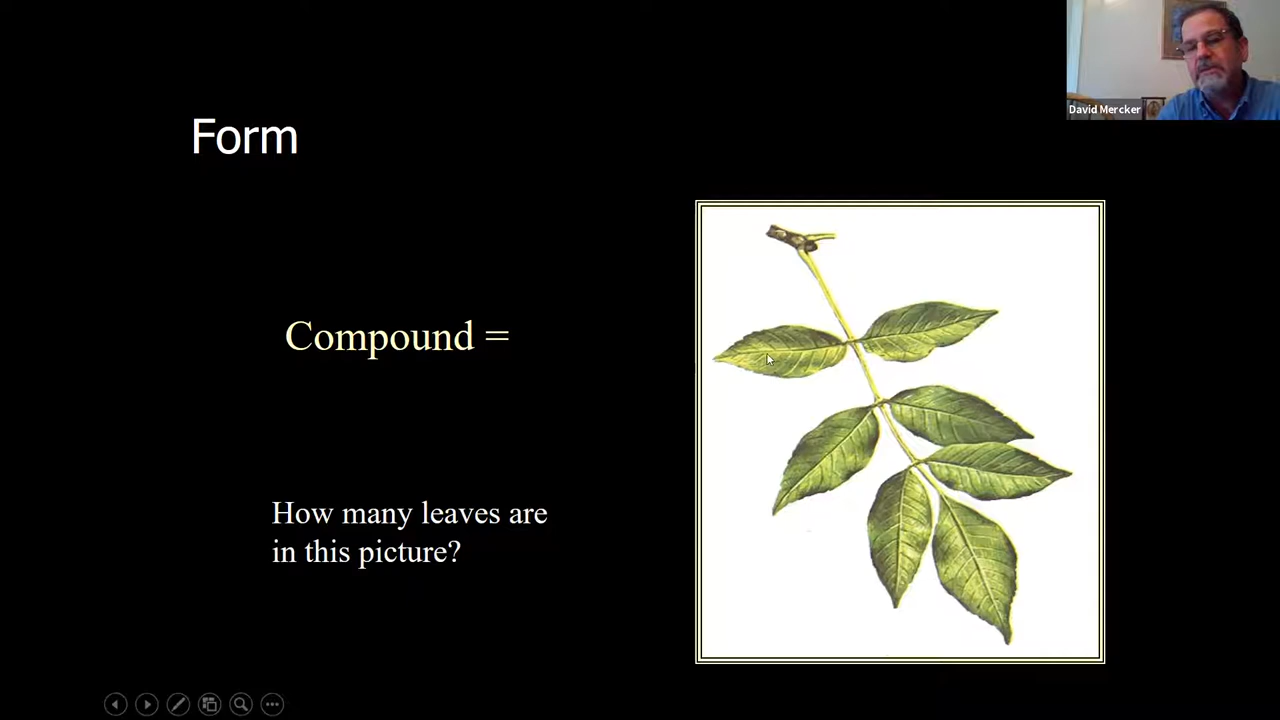 David Mercker
Form
Compound =
How many leaves are
in this picture?